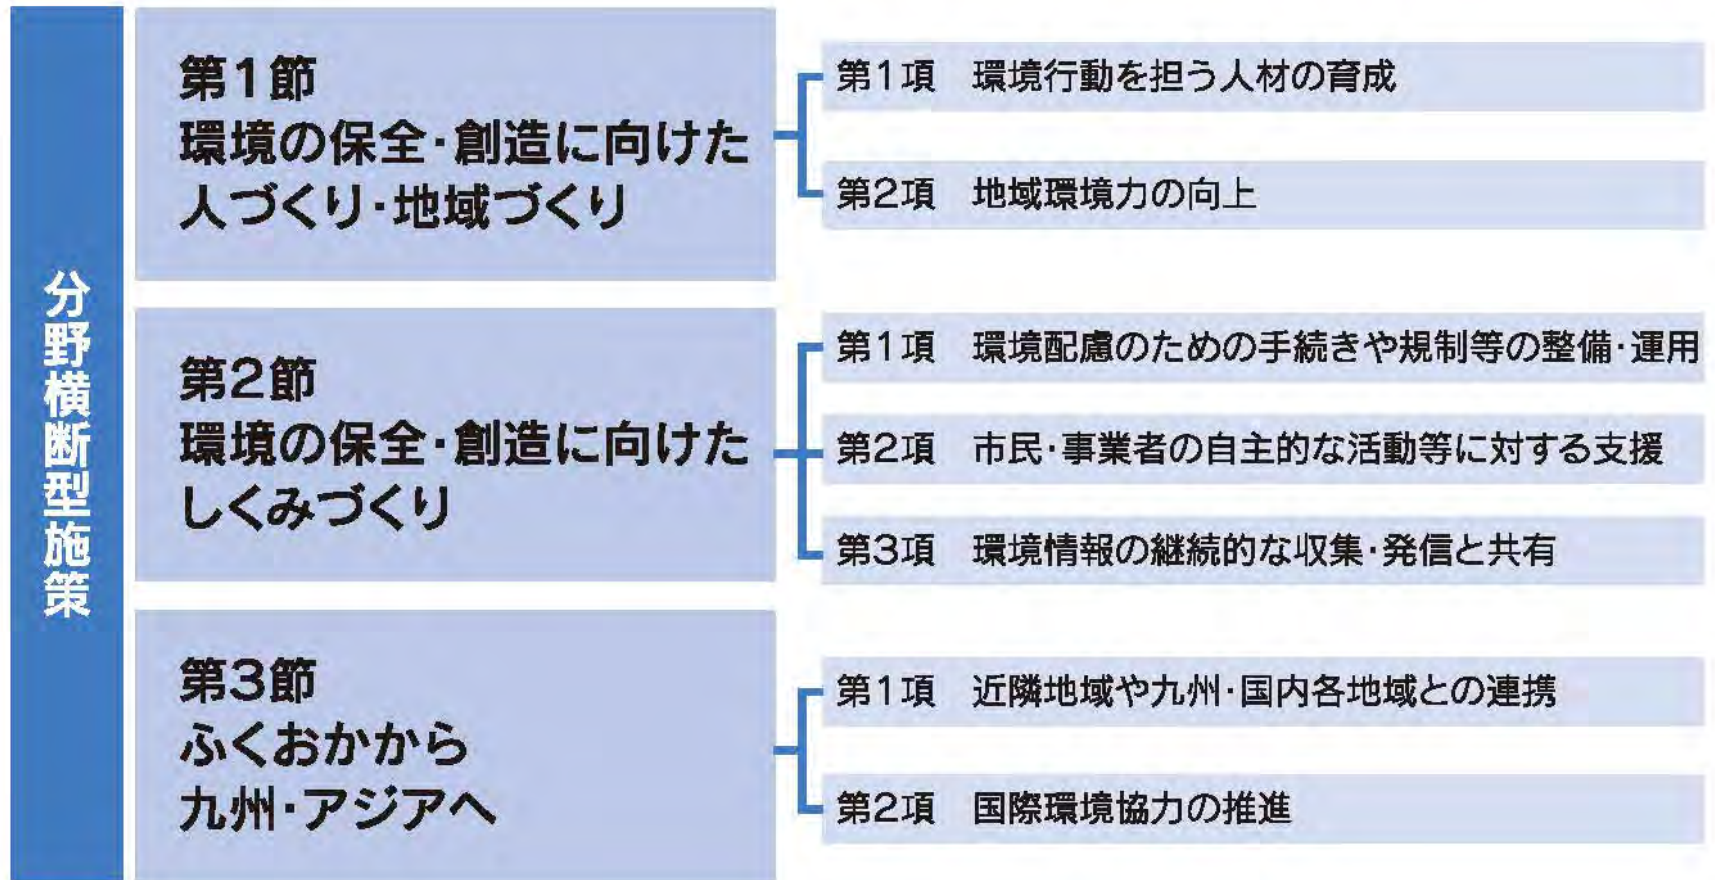 分野横断型施策
第1節
環境の保全･創造に向けた
人づくり･地域づくり
第1項　環境行動を担う人材の育成
第2項　地域環境力の向上
第2節
環境の保全･創造に向けた
しくみづくり
第1項　環境配慮のための手続きや規制等の整備･運用
第2項　市民･事業者の自主的な活動等に対する支援
第3項　環境情報の継続的な収集･発信と共有
第3節
ふくおかから
九州･アジアへ
第1項　近隣地域や九州･国内各地域との連携
第2項　国際環境協力の推進